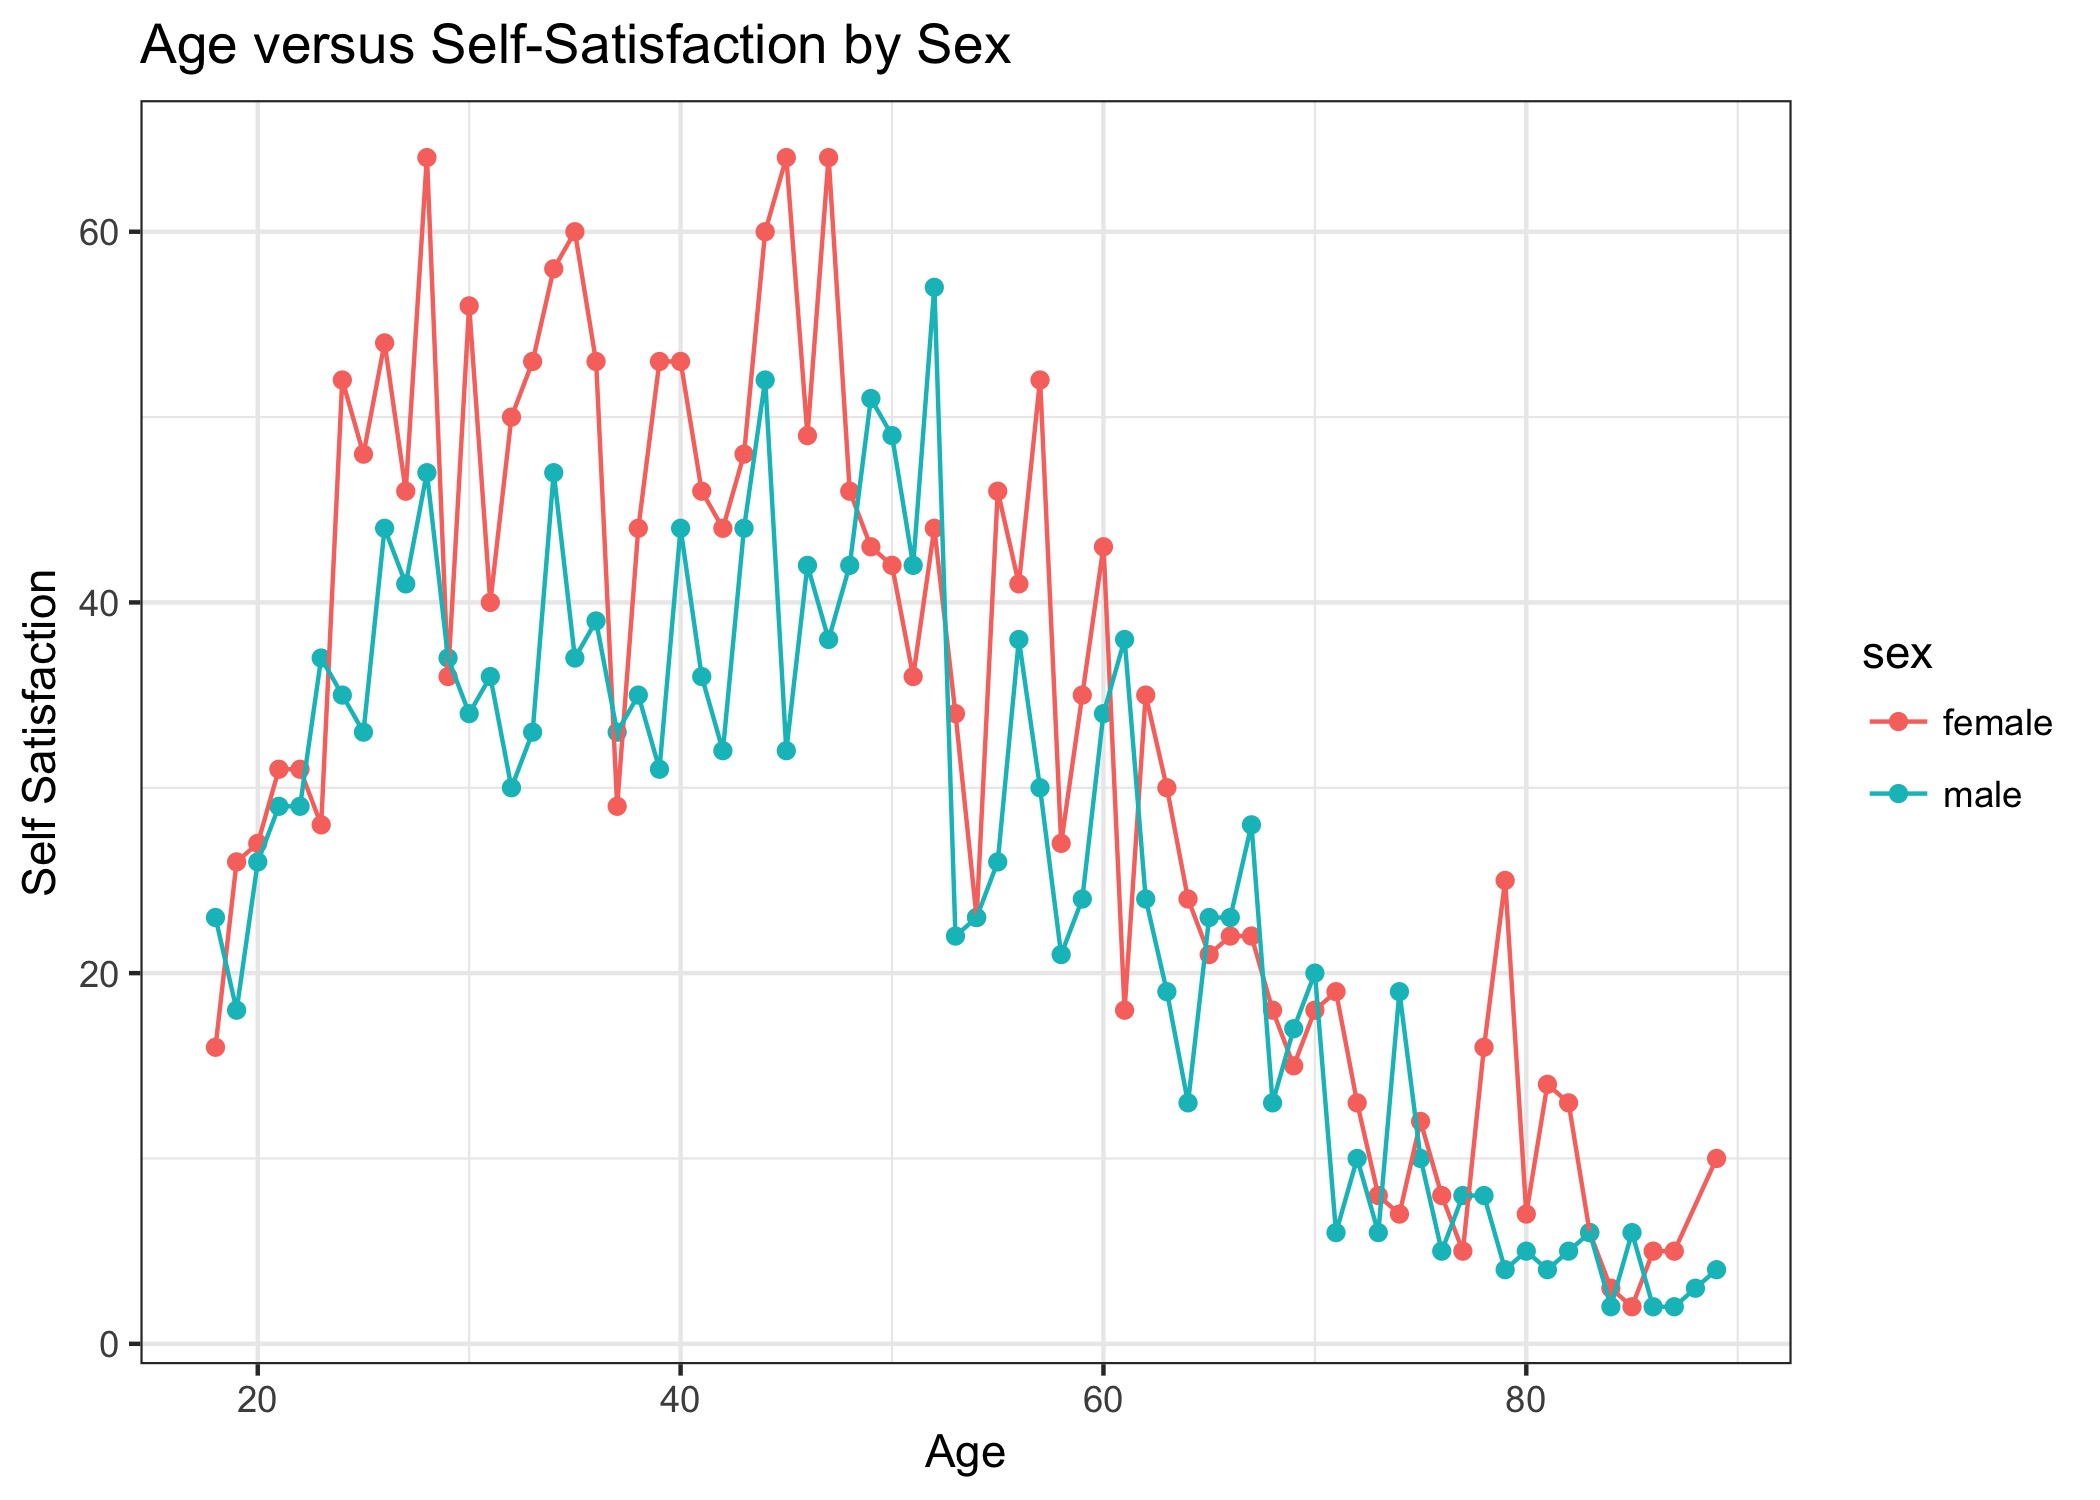 Age versus Self-Satisfaction by Sex
60
40
20
0
Self Satisfaction
20 40 60 80
Age
sex
female
male